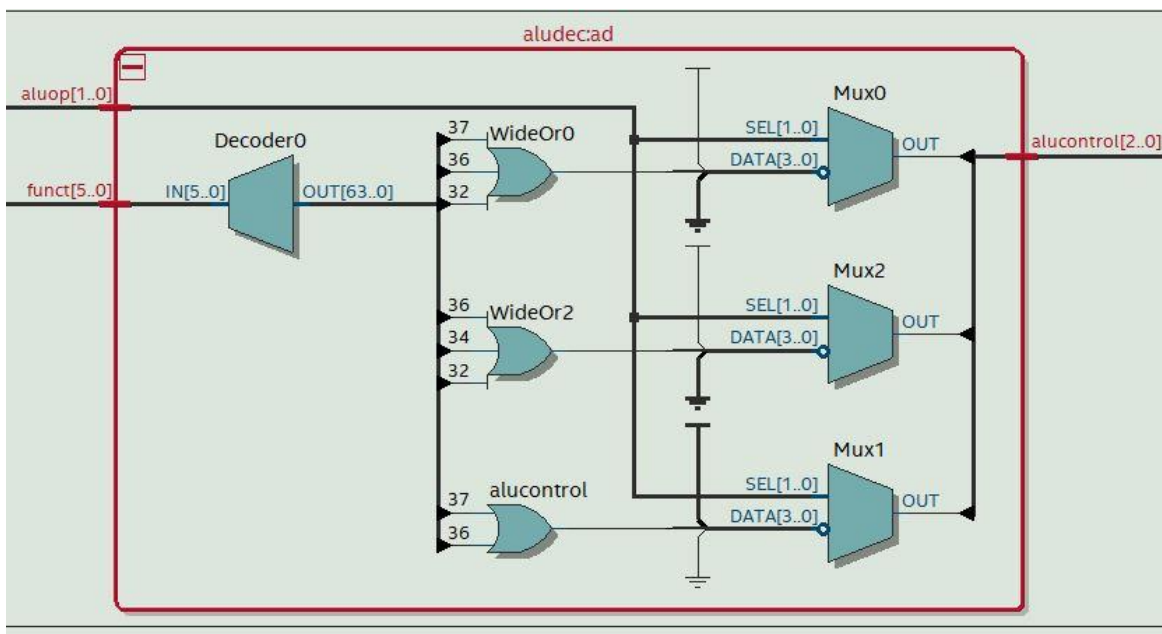 aludec:ad
aluop[1..0]
funct[5..0]
Decoder0
IN[5..0]
OUT[63..0]
37
36
32
WideOr0
36
34
32
WideOr2
37
36
alucontrol
Mux0
SEL[1..0]
DATA[3..0]
OUT
Mux2
SEL[1..0]
DATA[3..0]
OUT
Mux1
SEL[1..0]
DATA[3..0]
OUT
alucontrol[2..0]